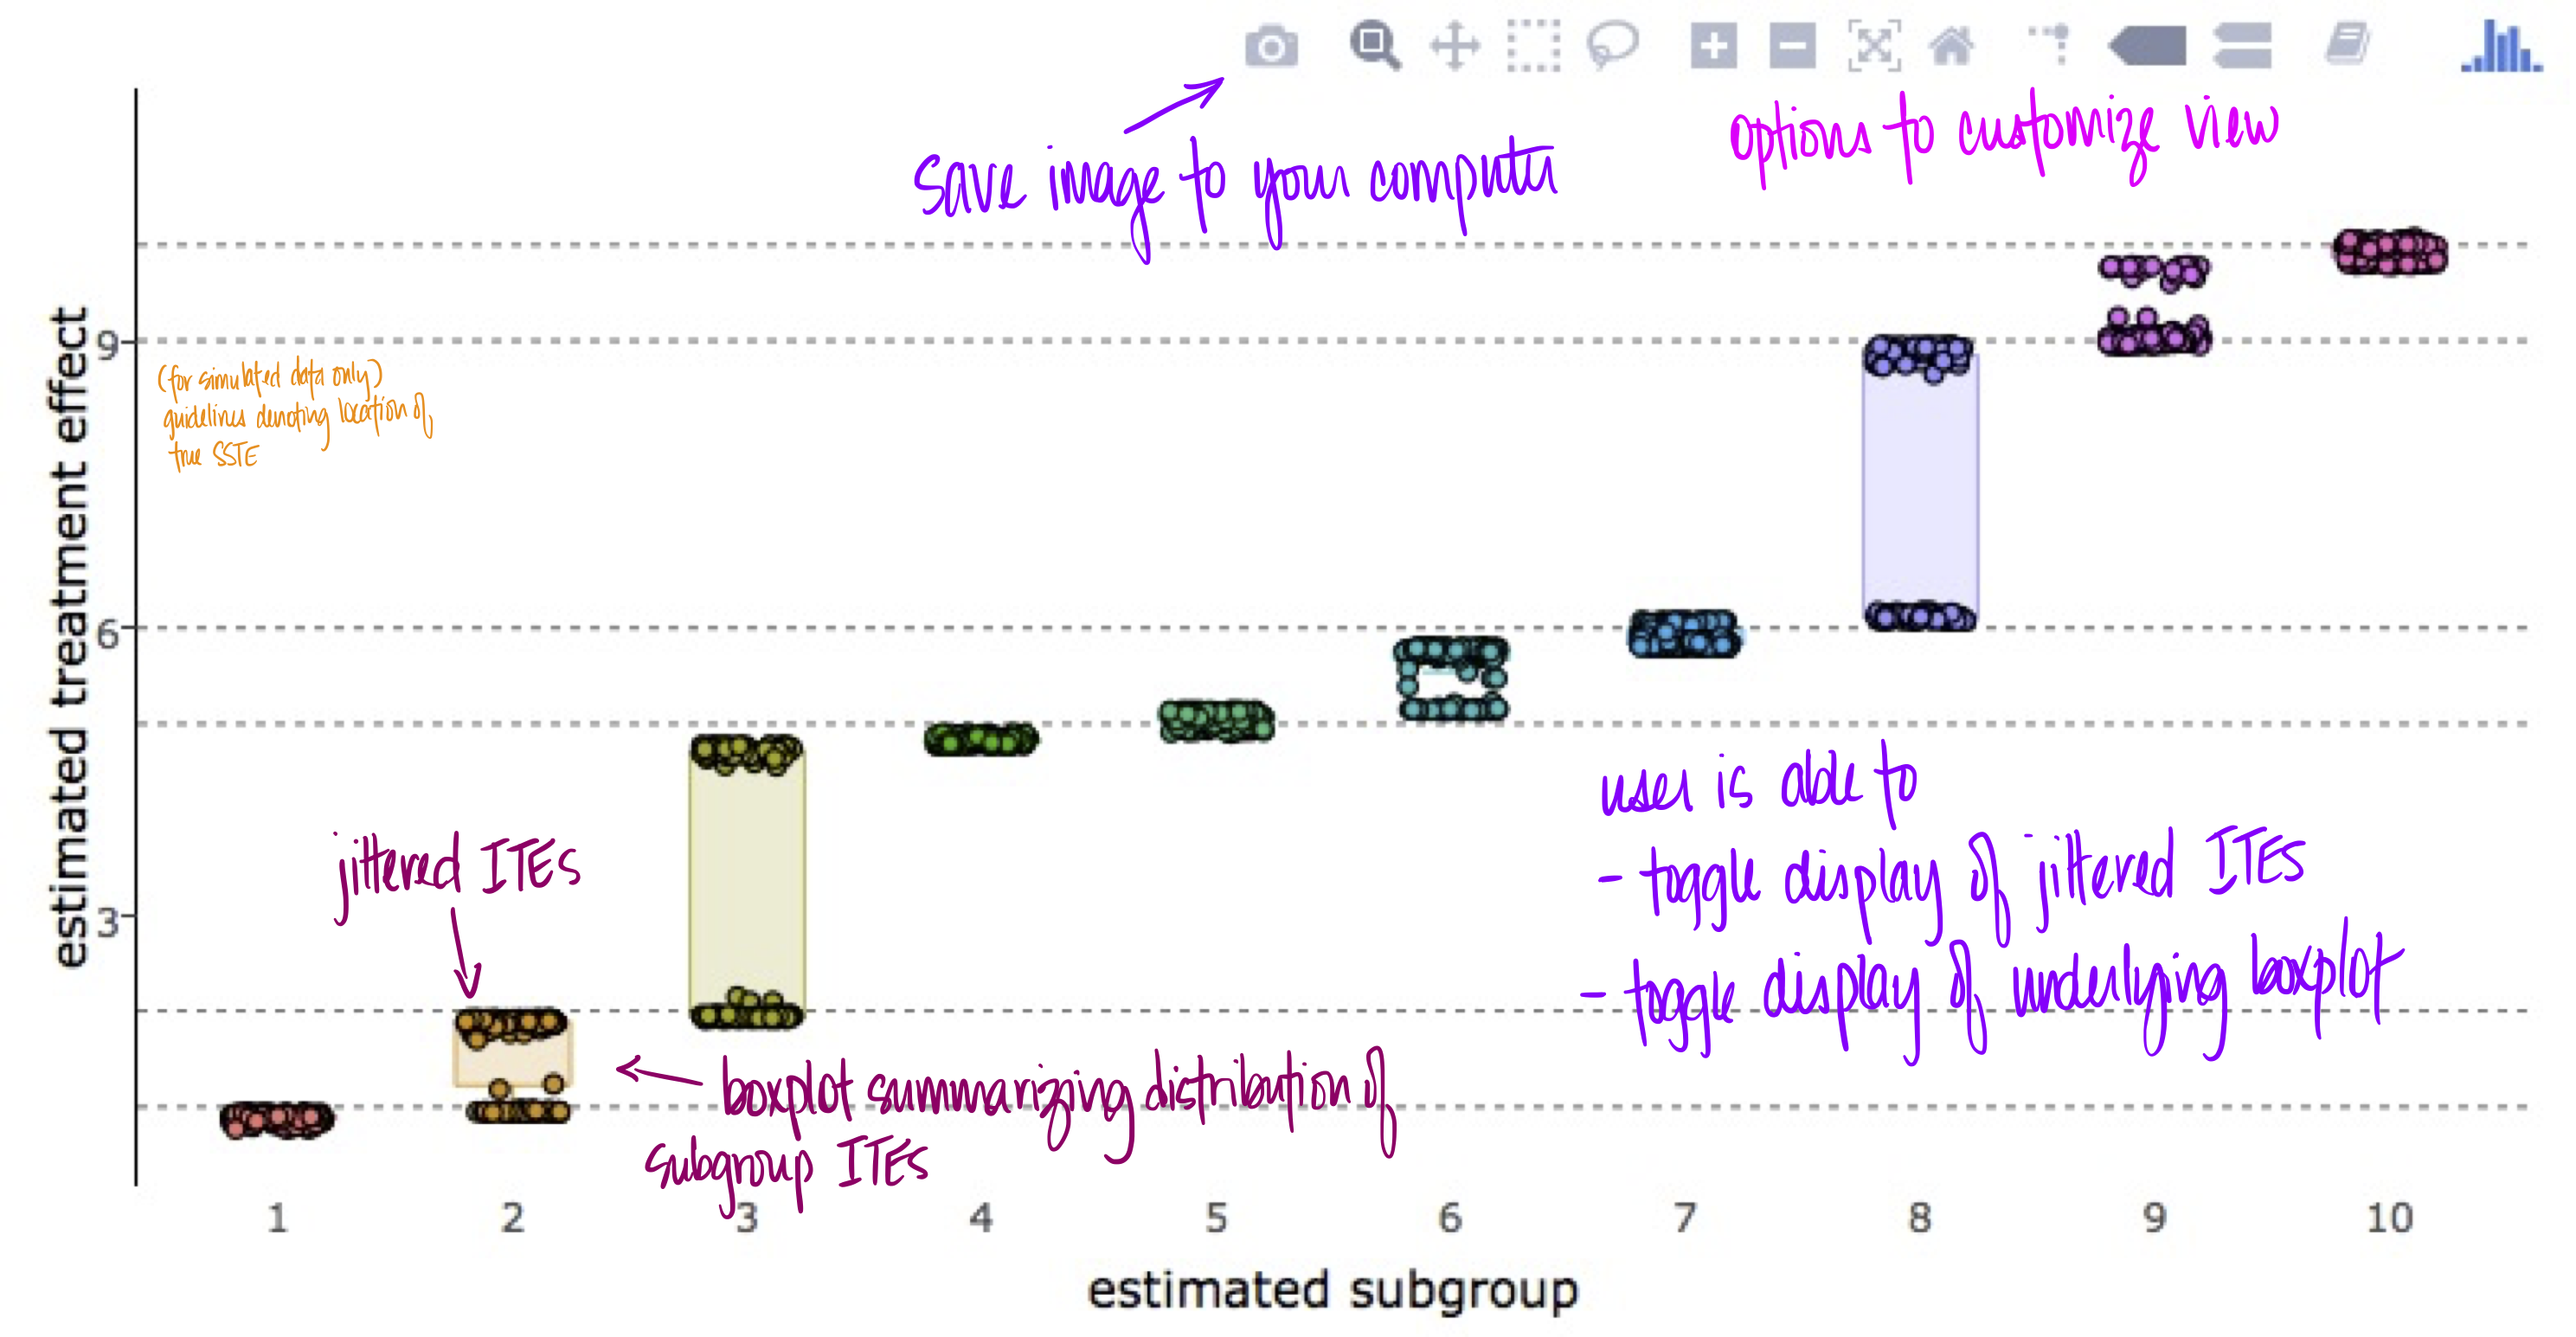 save image to your computer
options to customize view
9
(for simulated data only)
guidelines denoting location of
true SSTE
estimated treatment effect
6
user is able to
- toggle display of jittered ITEs
- toggle display of underlying boxplot
jittered ITEs
3
boxplot summarizing distribution of
subgroup ITEs
1 2 3 4 5 6 7 8 9 10
estimated subgroup